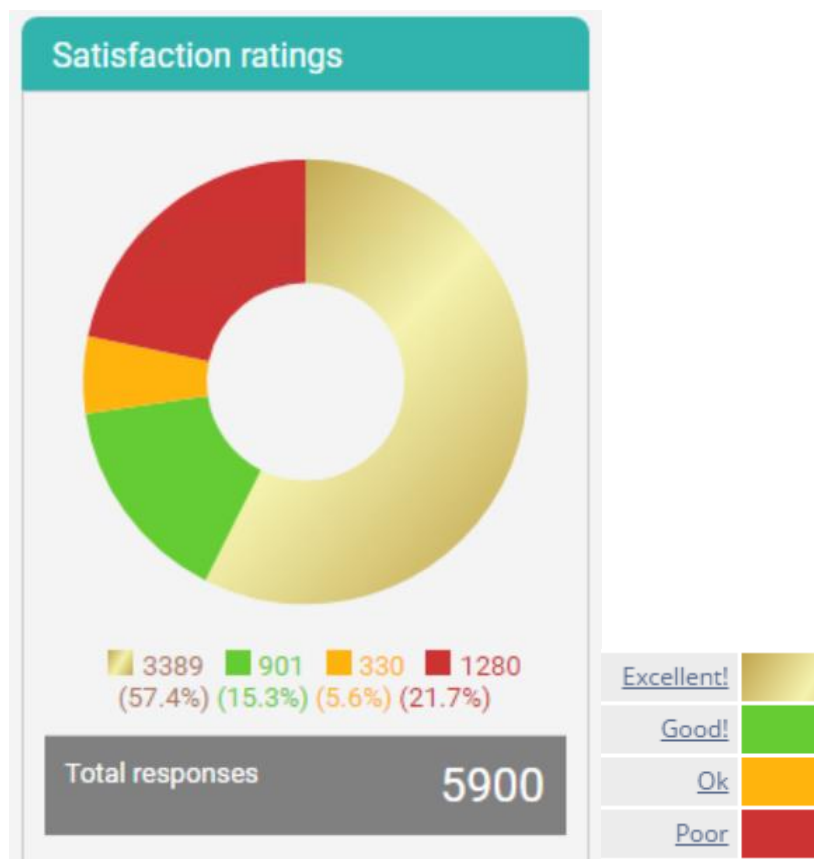 Satisfaction ratings
3389 901 330 1280
(57.4%) (15.3%) (5.6%) (21.7%)
Total responses 5900
Excellent!
Good!
Ok
Poor